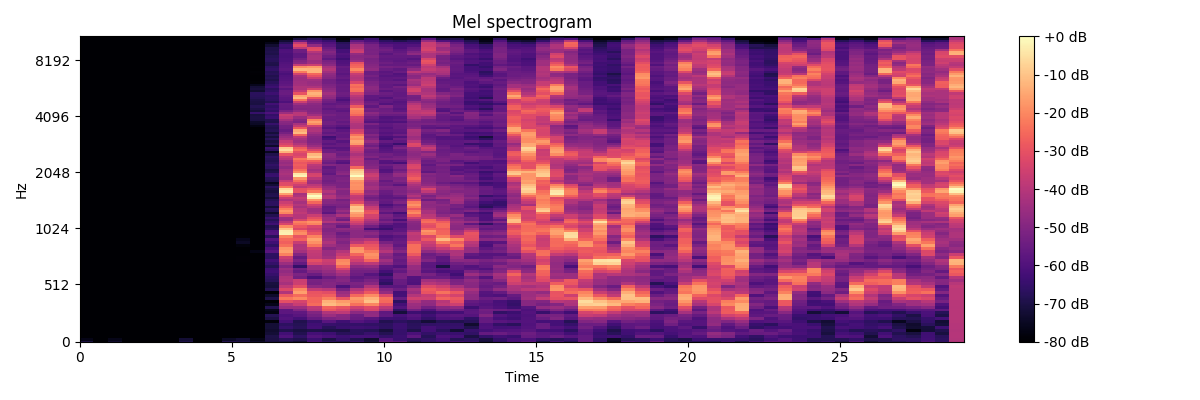 Mel spectrogram
8192
4096
2048
1024
512
0
Hz
0 5 10 15 20 25
Time
+0 dB
-10 dB
-20 dB
-30 dB
-40 dB
-50 dB
-60 dB
-70 dB
-80 dB